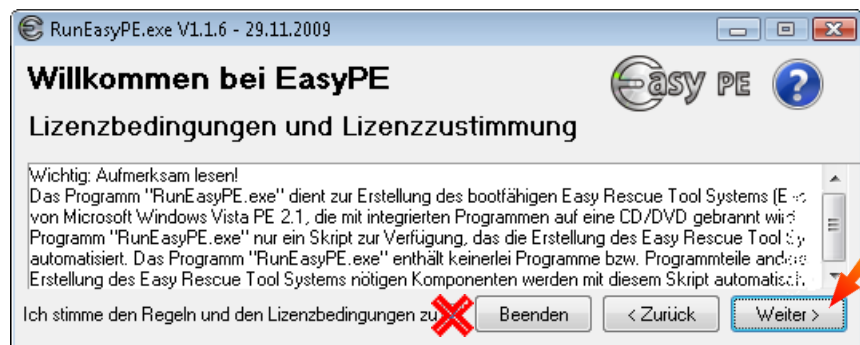 RunEasyPE.exe V1.1.6 - 29.11.2009
Willkommen bei EasyPE
Easy PE
?
Lizenzbedingungen und Lizenzzustimmung
Wichtig: Aufmerksam lesen!
Das Programm "RunEasyPE.exe" dient zur Erstellung des bootfähigen Easy Rescue Tool Systems (E
von Microsoft Windows Vista PE 2.1, die mit integrierten Programmen auf eine CD/DVD gebrannt
Programm "RunEasyPE.exe" nur ein Skript zur Verfügung, das die Erstellung des Easy Rescue Tool
automatisiert. Das Programm "RunEasyPE.exe" enthält keinerlei Programme bzw. Programmteile
Erstellung des Easy Rescue Tool Systems nötigen Komponenten werden mit diesem Skript
Ich stimme den Regeln und den Lizenzbedingungen zu
Beenden
< Zurück
Weiter >